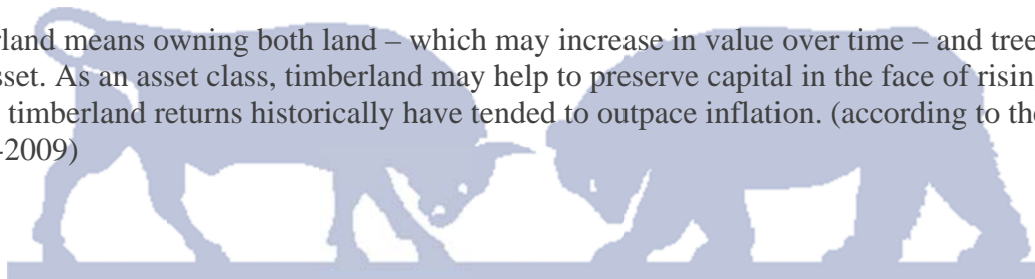 rland means owning both land – which may increase in value over time – and tree
sset. As an asset class, timberland may help to preserve capital in the face of risin
timberland returns historically have tended to outpace inflation. (according to the
-2009)